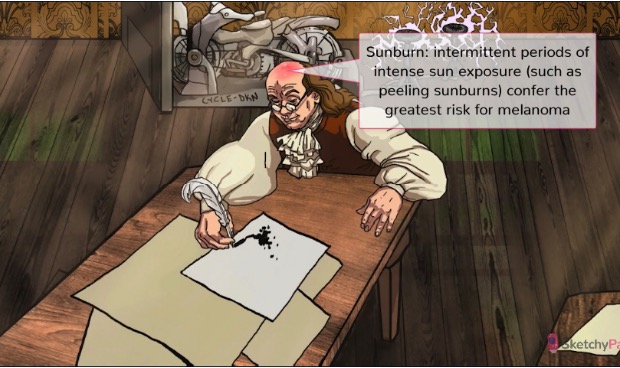 Sunburn: intermittent periods of
intense sun exposure (such as
peeling sunburns) confer the
greatest risk for melanoma
CYCLE-DKN
SketchyPa